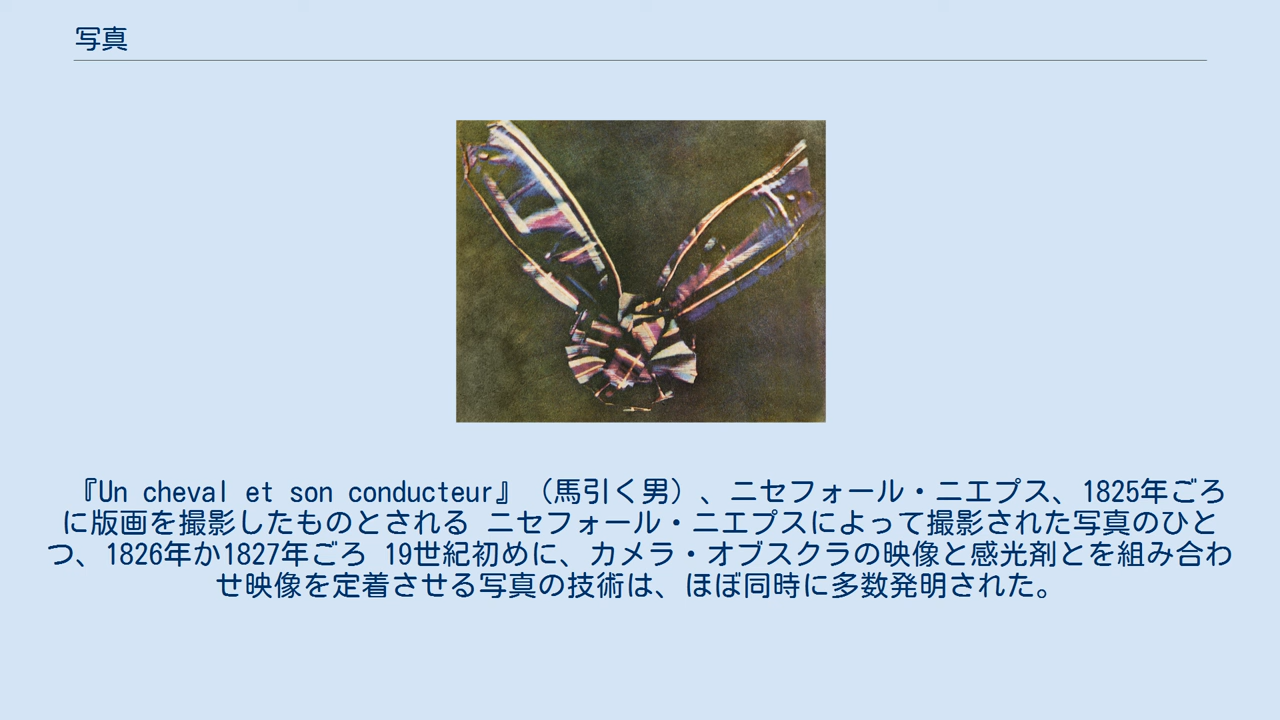 写真
『Un cheval et son conducteur』（馬引く男）、ニセフォール・ニエプス、1825年ごろ
に版画を撮影したものとされる ニセフォール・ニエプスによって撮影された写真のひと
つ、1826年か1827年ごろ 19世紀初めに、カメラ・オブスクラの映像と感光剤とを組み合わ
せ映像を定着させる写真の技術は、ほぼ同時に多数発明された。